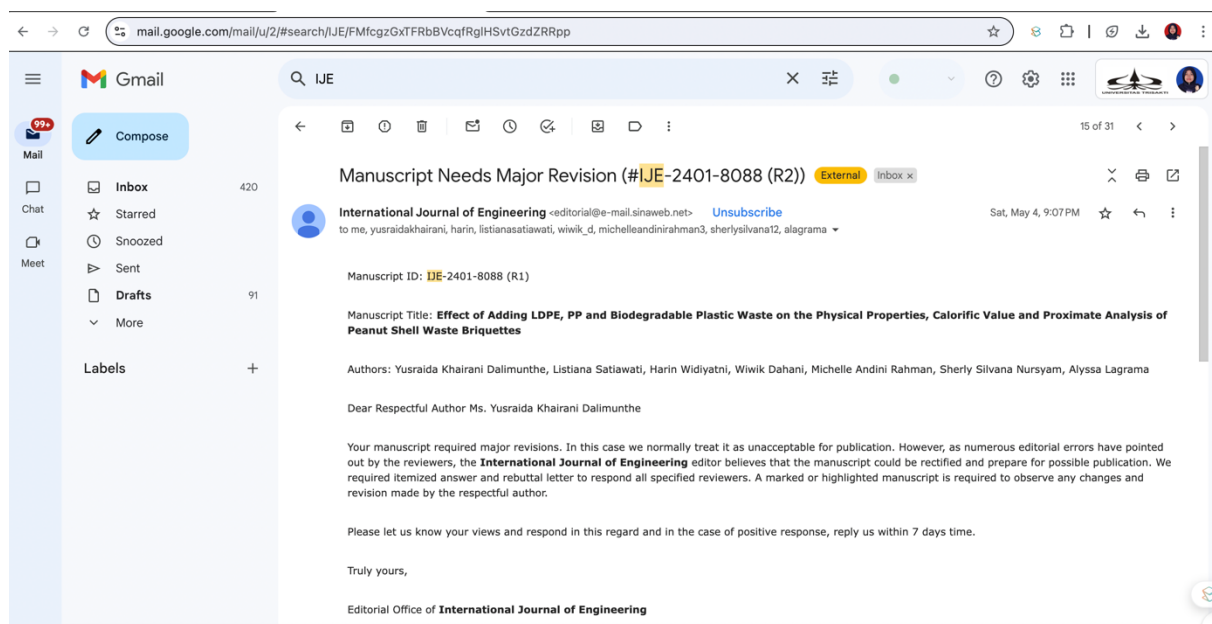 mail.google.com/mail/u/2/#search/IJE/FMfcgzGxTFRbBVcqfRglHSvtGzdZRRpp
Gmail
IJE
UNIVERSITAS TRISAKTI
99+
Mail
Compose
15 of 31
Manuscript Needs Major Revision (#IJE-2401-8088 (R2)) External Inbox x
Chat
Inbox 420
Starred
International Journal of Engineering <editorial@e-mail.sinaweb.net> Unsubscribe
Sat, May 4, 9:07 PM
to me, yusraidakhairani, harin, listianasatiawati, wiwik_d, michelleandinirahman3, sherlysilvana12, alagrama
Meet
Snoozed
Sent
Drafts 91
More
Labels
Manuscript ID: IJE-2401-8088 (R1)
Manuscript Title: Effect of Adding LDPE, PP and Biodegradable Plastic Waste on the Physical Properties, Calorific Value and Proximate Analysis of
Peanut Shell Waste Briquettes
Authors: Yusraida Khairani Dalimunthe, Listiana Satiawati, Harin Widiyatni, Wiwik Dahani, Michelle Andini Rahman, Sherly Silvana Nursyam, Alyssa Lagrama
Dear Respectful Author Ms. Yusraida Khairani Dalimunthe
Your manuscript required major revisions. In this case we normally treat it as unacceptable for publication. However, as numerous editorial errors have pointed
out by the reviewers, the International Journal of Engineering editor believes that the manuscript could be rectified and prepare for possible publication. We
required itemized answer and rebuttal letter to respond all specified reviewers. A marked or highlighted manuscript is required to observe any changes and
revision made by the respectful author.
Please let us know your views and respond in this regard and in the case of positive response, reply us within 7 days time.
Truly yours,
Editorial Office of International Journal of Engineering